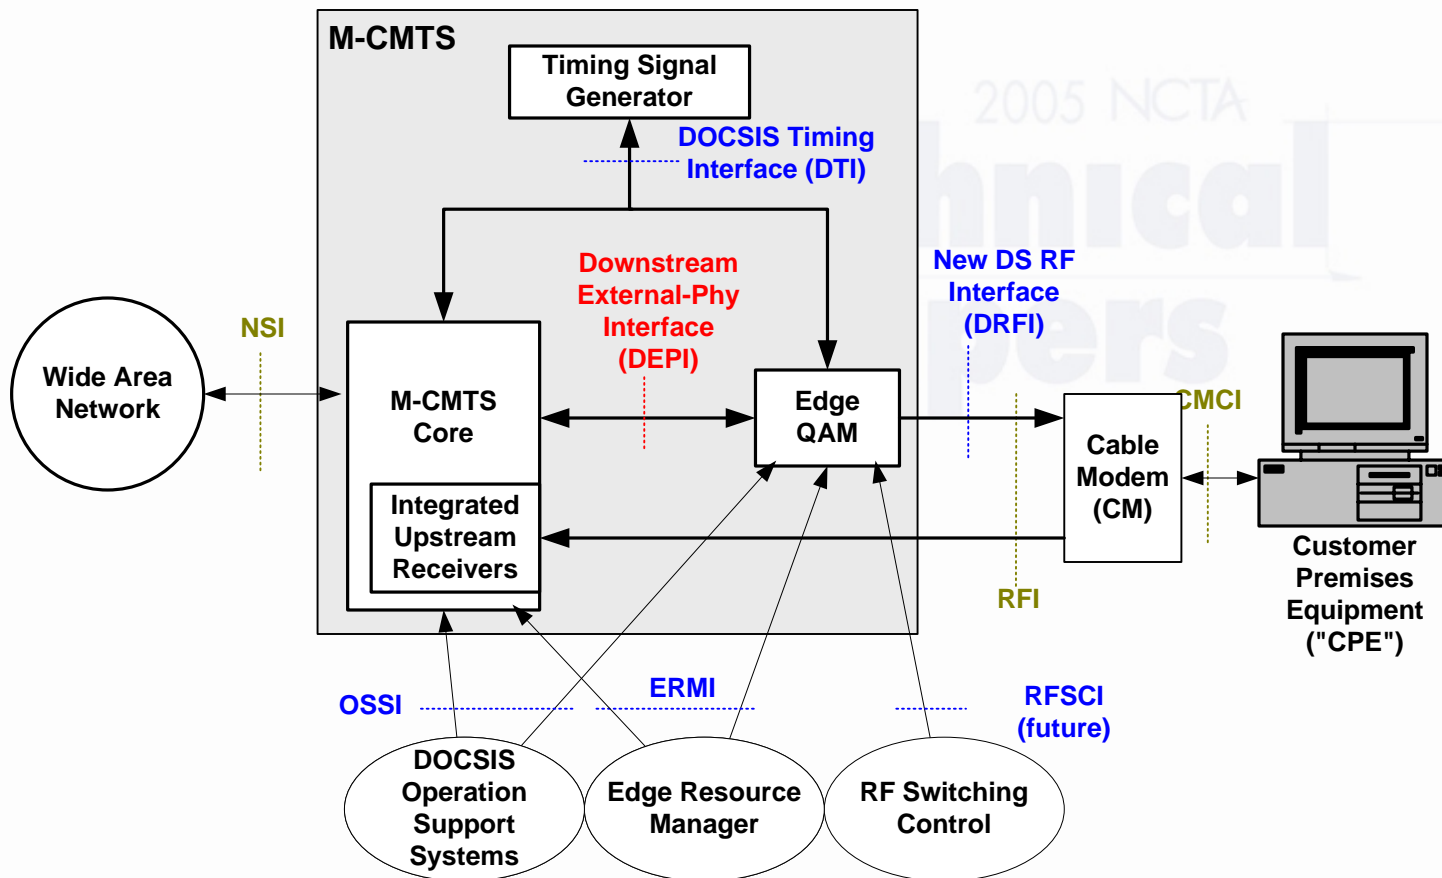 M-CMTS
Timing Signal
Generator
2005 NCTA
DOCSIS Timing
Interface (DTI)
hnical
Downstream
External-Phy
Interface
(DEPI)
New DS RF
Interface
(DRFI)
pers
NSI
Wide Area
Network
M-CMTS
Core
Edge
QAM
CMCI
Cable
Modem
(CM)
Integrated
Upstream
Receivers
RFI
Customer
Premises
Equipment
("CPE")
OSSI
ERMI
RFSCI
(future)
DOCSIS
Operation
Support
Systems
Edge Resource
Manager
RF Switching
Control